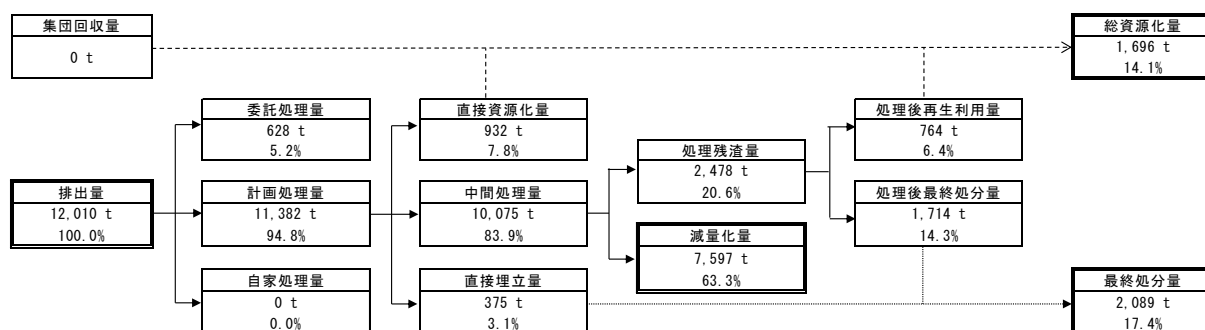 集団回収量
0 t
総資源化量
1,696 t
14.1%
委託処理量
628 t
5.2%
直接資源化量
932 t
7.8%
処理後再生利用量
764 t
6.4%
処理残渣量
2,478 t
20.6%
排出量
12,010 t
100.0%
計画処理量
11,382 t
94.8%
中間処理量
10,075 t
83.9%
処理後最終処分量
1,714 t
14.3%
減量化量
7,597 t
63.3%
自家処理量
0 t
0.0%
直接埋立量
375 t
3.1%
最終処分量
2,089 t
17.4%